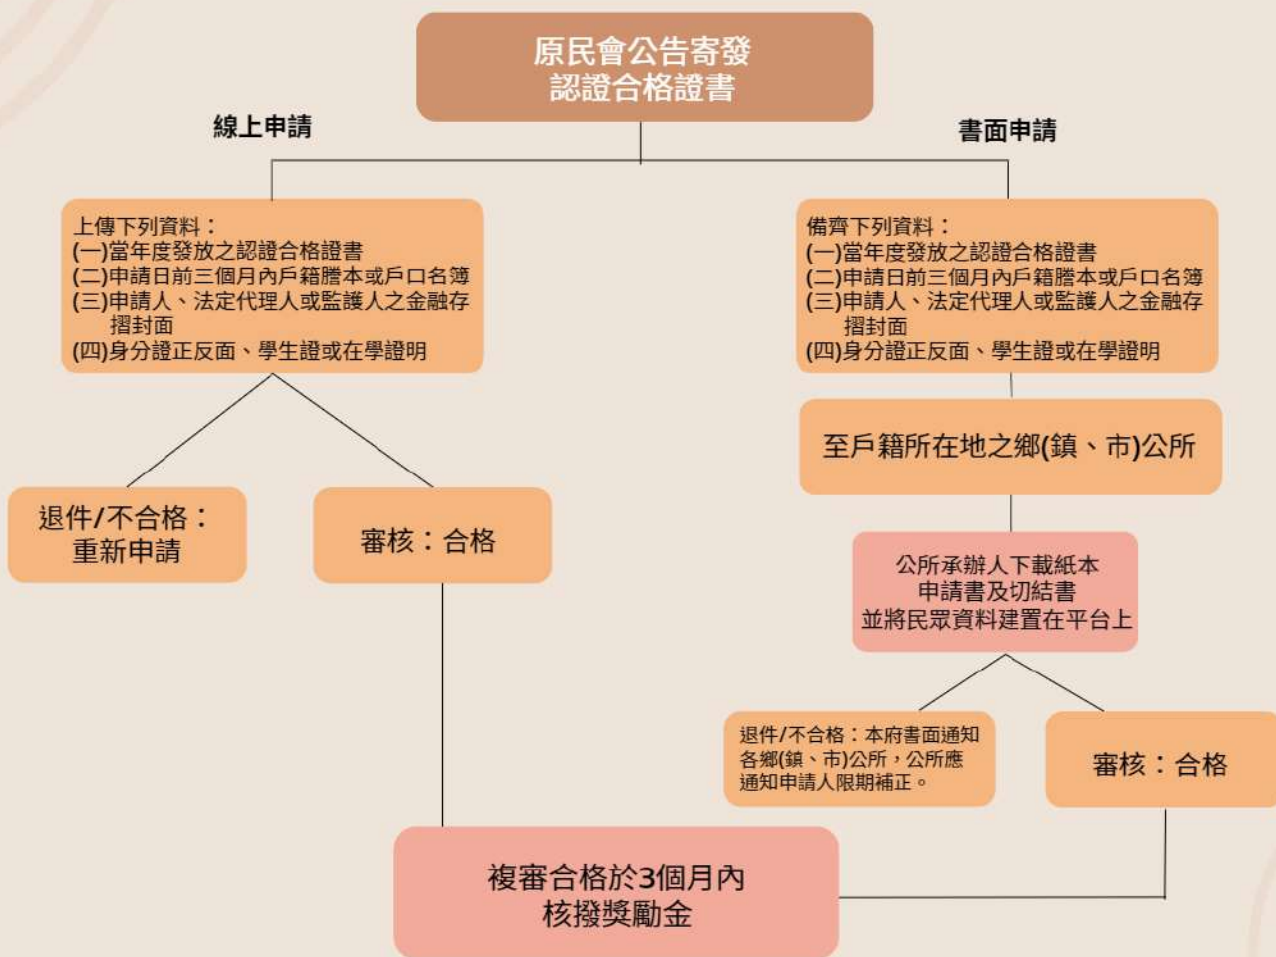 原民會公告寄發
認證合格證書
線上申請
書面申請
上傳下列資料：
(一)當年度發放之認證合格證書
(二)申請日前三個月內戶籍謄本或戶口名簿
(三)申請人、法定代理人或監護人之金融存
摺封面
(四)身分證正反面、學生證或在學證明
備齊下列資料：
(一)當年度發放之認證合格證書
(二)申請日前三個月內戶籍謄本或戶口名簿
(三)申請人、法定代理人或監護人之金融存
摺封面
(四)身分證正反面、學生證或在學證明
至戶籍所在地之鄉(鎮、市)公所
退件/不合格：
重新申請
審核：合格
公所承辦人下載紙本
申請書及切結書
並將民眾資料建置在平台上
退件/不合格：本府書面通知
各鄉(鎮、市)公所，公所應
通知申請人限期補正。
審核：合格
複審合格於3個月內
核撥獎勵金